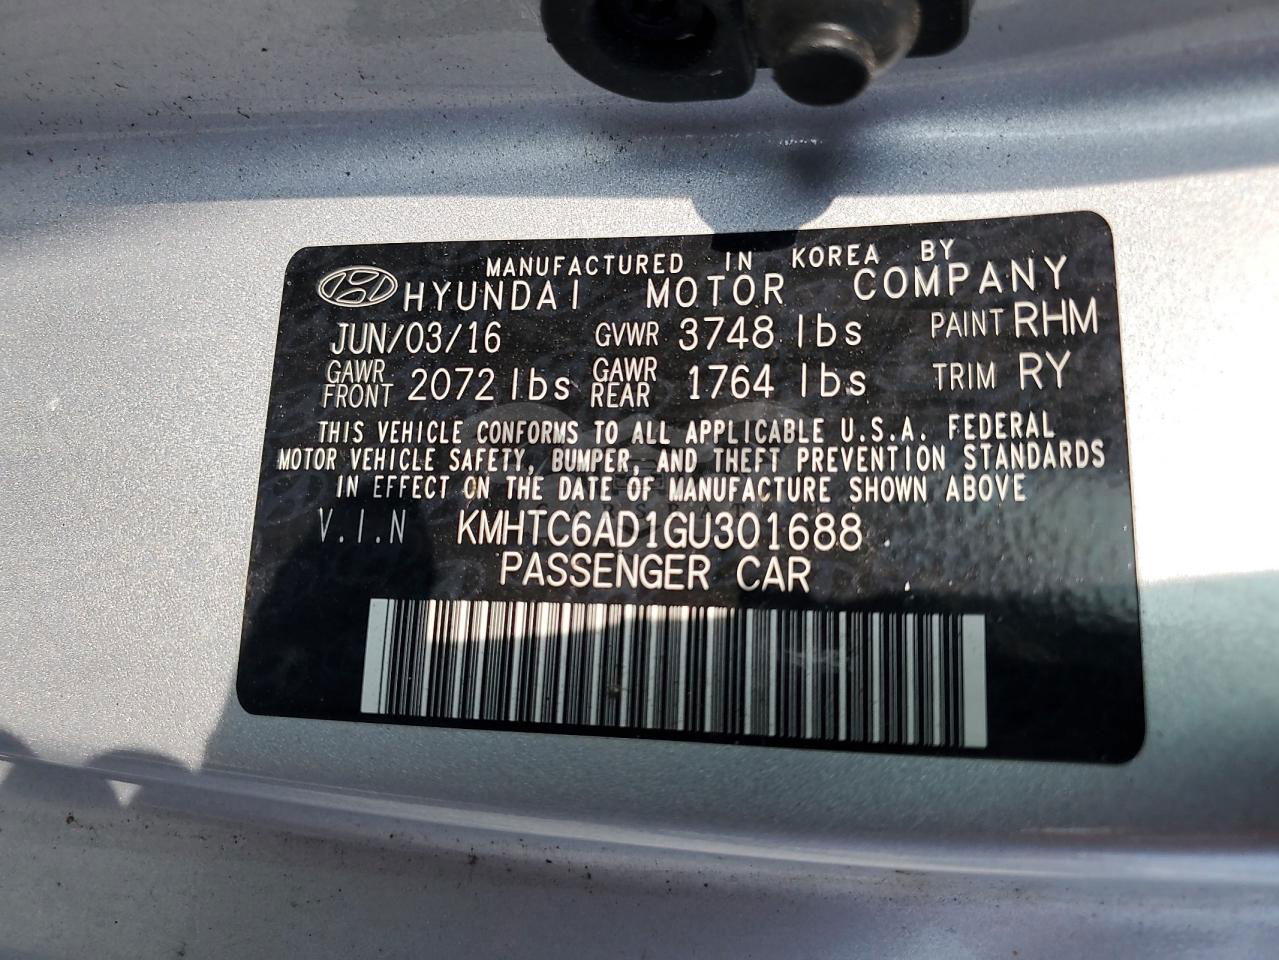 MANUFACTURED IN KOREA BY
HYUNDAI MOTOR COMPANY
JUN/03/16 GVWR 3748 lbs PAINT RHM
GAWR FRONT 2072 lbs GAWR REAR 1764 lbs TRIM RY
THIS VEHICLE CONFORMS TO ALL APPLICABLE U.S.A. FEDERAL
MOTOR VEHICLE SAFETY, BUMPER, AND THEFT PREVENTION STANDARDS
IN EFFECT ON THE DATE OF MANUFACTURE SHOWN ABOVE
V.I.N KMHTC6AD1GU301688
PASSENGER CAR